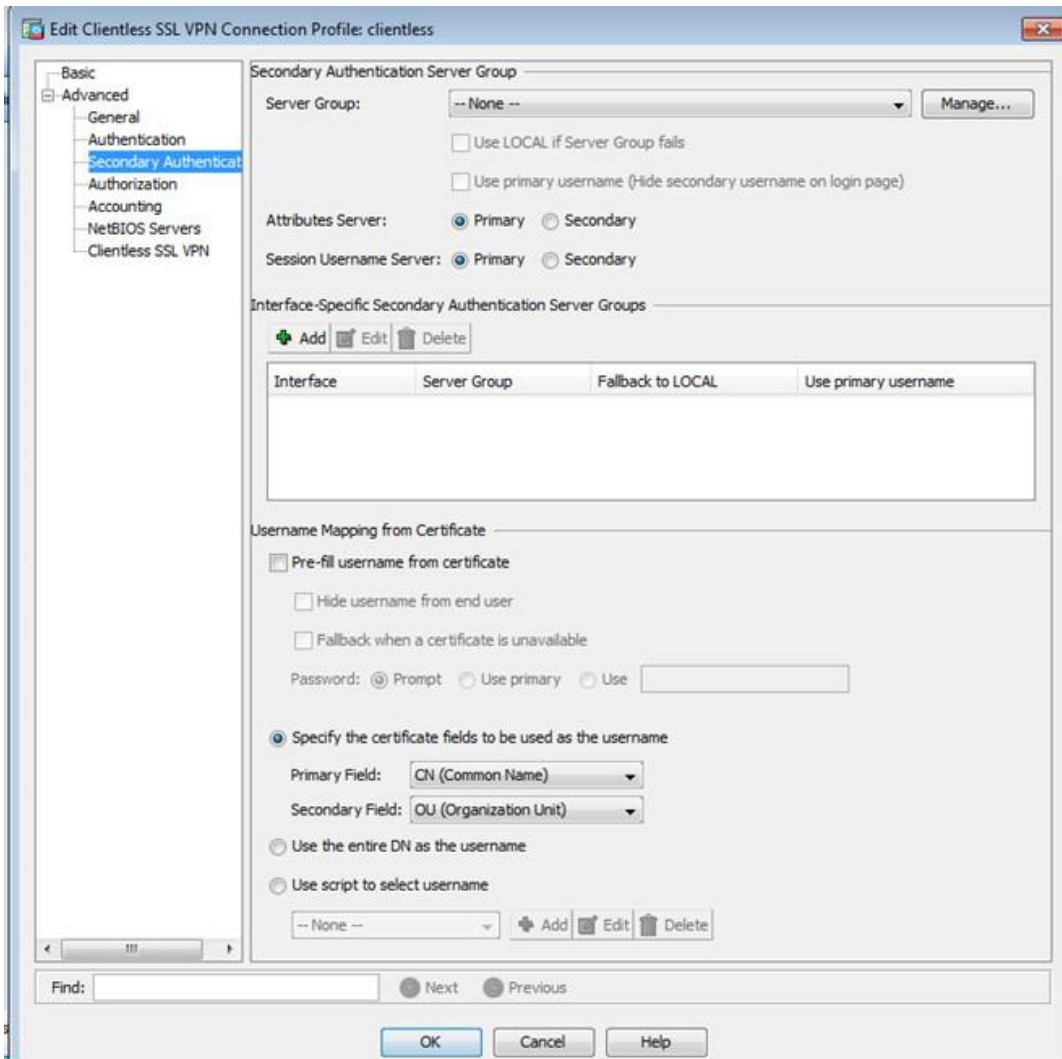 Edit Clientless SSL VPN Connection Profile: clientless
Basic
Advanced
General
Authentication
Secondary Authenticat
Authorization
Accounting
NetBIOS Servers
Clientless SSL VPN
Secondary Authentication Server Group
Server Group: -- None -- Manage...
Use LOCAL if Server Group fails
Use primary username (Hide secondary username on login page)
Attributes Server: Primary Secondary
Session Username Server: Primary Secondary
Interface-Specific Secondary Authentication Server Groups
Add Edit Delete
Interface Server Group Fallback to LOCAL Use primary username
Username Mapping from Certificate
Pre-fill username from certificate
Hide username from end user
Fallback when a certificate is unavailable
Password: Prompt Use primary Use
Specify the certificate fields to be used as the username
Primary Field: CN (Common Name)
Secondary Field: OU (Organization Unit)
Use the entire DN as the username
Use script to select username
-- None -- Add Edit Delete
Find: Next Previous
OK Cancel Help